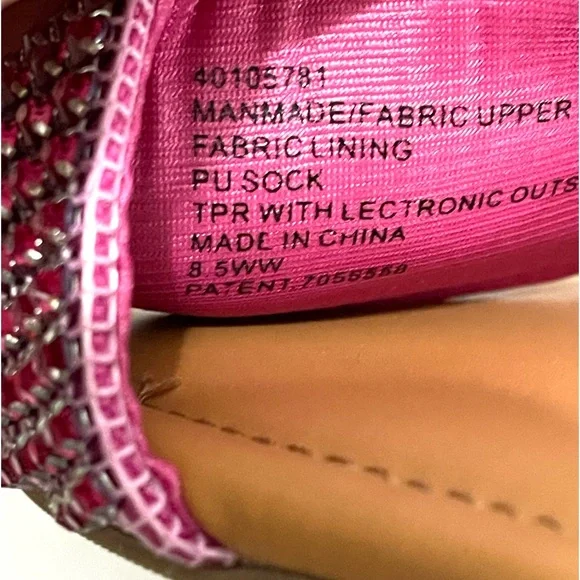 40105781
MANMADE/FABRIC UPPER
FABRIC LINING
PU SOCK
TPR WITH LECTRONIC OUTS
MADE IN CHINA
8.5WW
PATENT 7056558